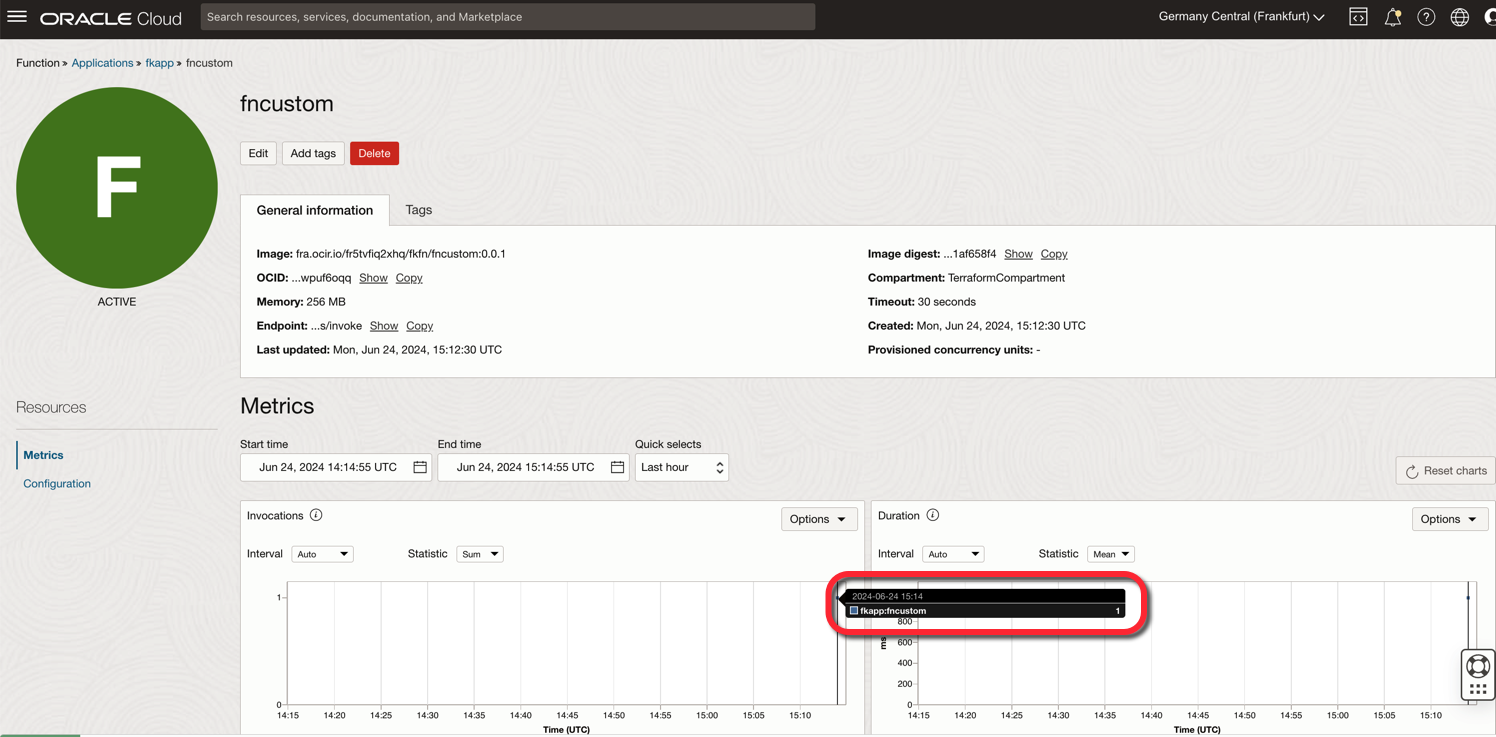 ORACLE Cloud
Search resources, services, documentation, and Marketplace
Germany Central (Frankfurt)
Function » Applications » fkapp » fncustom
F
ACTIVE
fncustom
Edit Add tags Delete
General information Tags
Image: fra.ocir.io/fr5tvfiq2xhq/fkfn/fncustom:0.0.1
OCID: ...wpuf6oqq Show Copy
Memory: 256 MB
Endpoint: ...s/invoke Show Copy
Last updated: Mon, Jun 24, 2024, 15:12:30 UTC
Image digest: ...1af658f4 Show Copy
Compartment: TerraformCompartment
Timeout: 30 seconds
Created: Mon, Jun 24, 2024, 15:12:30 UTC
Provisioned concurrency units: -
Resources
Metrics
Configuration
Metrics
Start time End time Quick selects
Jun 24, 2024 14:14:55 UTC Jun 24, 2024 15:14:55 UTC Last hour
Reset charts
Invocations
Options
Interval Auto Statistic Sum
1
0
14:15 14:20 14:25 14:30 14:35 14:40 14:45 14:50 14:55 15:00 15:05 15:10
Time (UTC)
2024-06-24 15:14
fkapp:fncustom 1
Duration
Options
Interval Auto Statistic Mean
ms
800
600
400
200
0
14:15 14:20 14:25 14:30 14:35 14:40 14:45 14:50 14:55 15:00 15:05 15:10
Time (UTC)